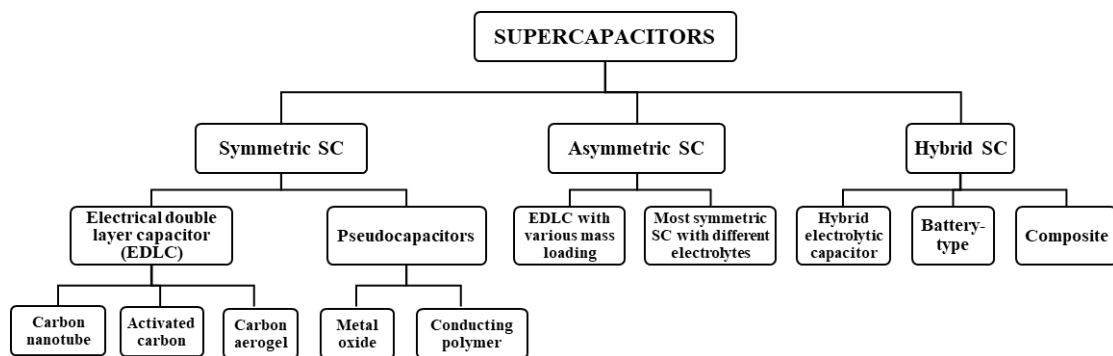 SUPERCAPACITORS
Symmetric SC
Asymmetric SC
Hybrid SC
Electrical double
layer capacitor
(EDLC)
Pseudocapacitors
EDLC with
various mass
loading
Most symmetric
SC with different
electrolytes
Hybrid
electrolytic
capacitor
Battery-
type
Composite
Carbon
nanotube
Activated
carbon
Carbon
aerogel
Metal
oxide
Conducting
polymer